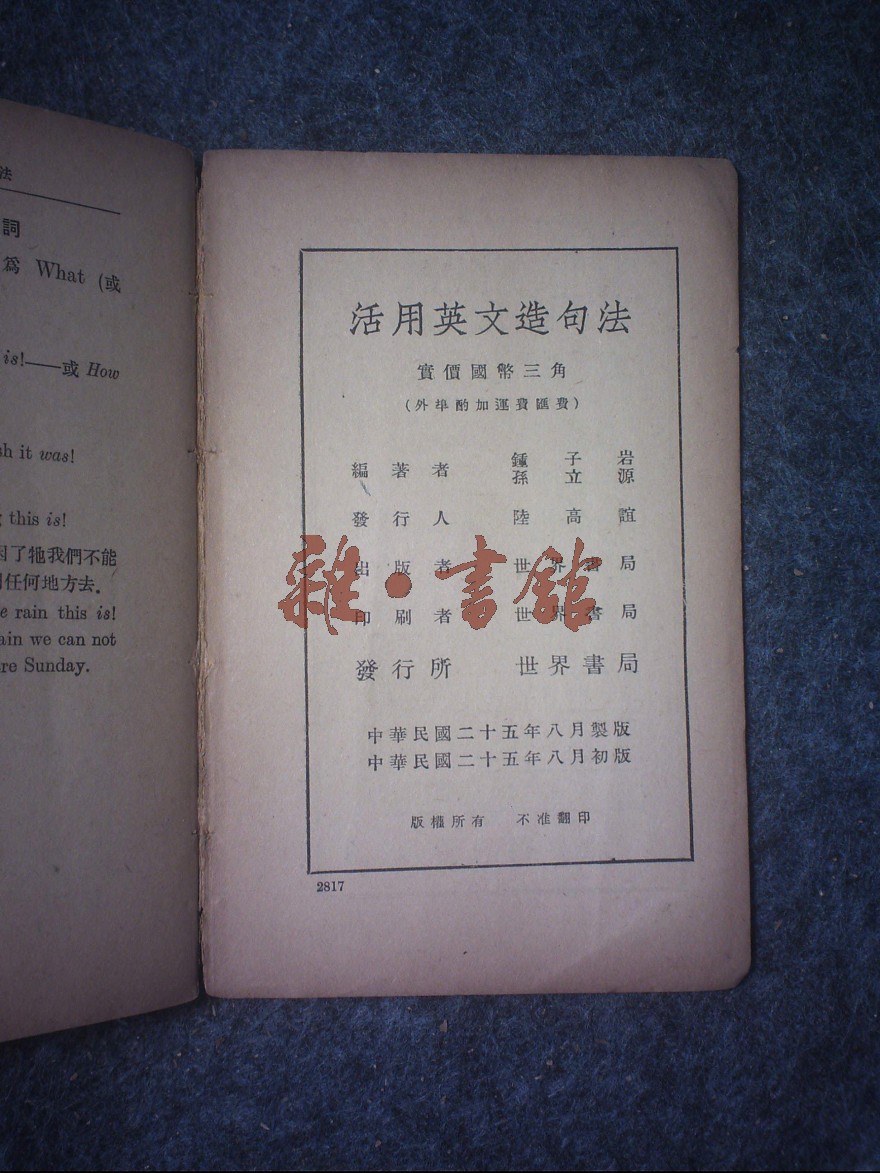 法
詞
爲 What (或
is!——或 How
h it was!
this is!
了牠我們不能
任何地方去.
rain this is!
ain we can not
re Sunday.
活用英文造句法
實價國幣三角
(外埠酌加運費匯費)
編著者 鍾子岩
孫立源
發行人 陸高誼
出版者 世界書局
印刷者 世界書局
發行所 世界書局
中華民國二十五年八月製版
中華民國二十五年八月初版
版權所有 不准翻印
2817
雜·書館